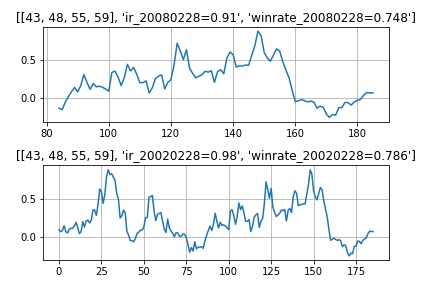 [[43, 48, 55, 59], 'ir_20080228=0.91', 'winrate_20080228=0.748']
0.5
0.0
80 100 120 140 160 180
[[43, 48, 55, 59], 'ir_20020228=0.98', 'winrate_20020228=0.786']
0.5
0.0
0 25 50 75 100 125 150 175